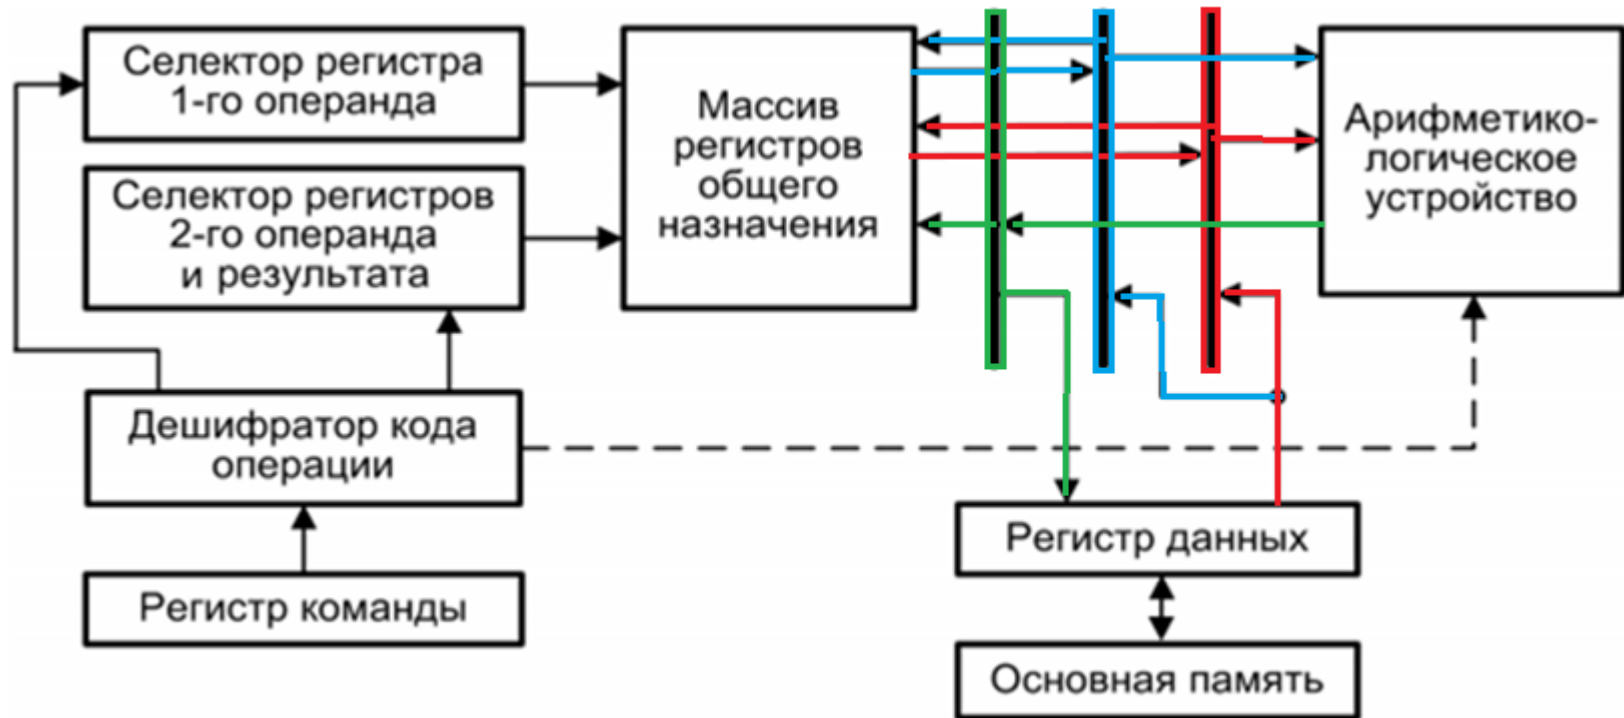 Селектор регистра
1-го операнда
Селектор регистров
2-го операнда
и результата
Массив
регистров
общего
назначения
Арифметико-
логическое
устройство
Дешифратор кода
операции
Регистр команды
Регистр данных
Основная память